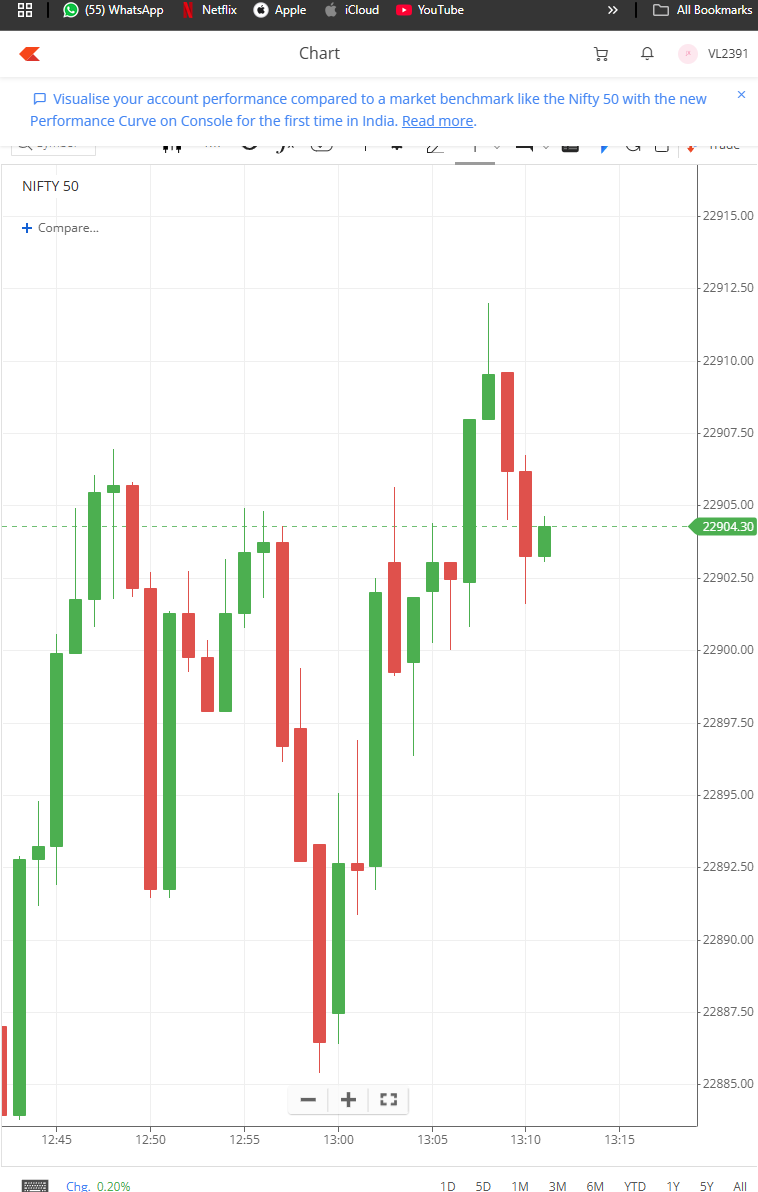 (55) WhatsApp Netflix Apple iCloud YouTube » All Bookmarks
Chart VL2391
Visualise your account performance compared to a market benchmark like the Nifty 50 with the new
Performance Curve on Console for the first time in India. Read more.
NIFTY 50
+ Compare...
22915.00
22912.50
22910.00
22907.50
22905.00
22904.30
22902.50
22900.00
22897.50
22895.00
22892.50
22890.00
22887.50
22885.00
12:45 12:50 12:55 13:00 13:05 13:10 13:15
Chg. 0.20% 1D 5D 1M 3M 6M YTD 1Y 5Y All